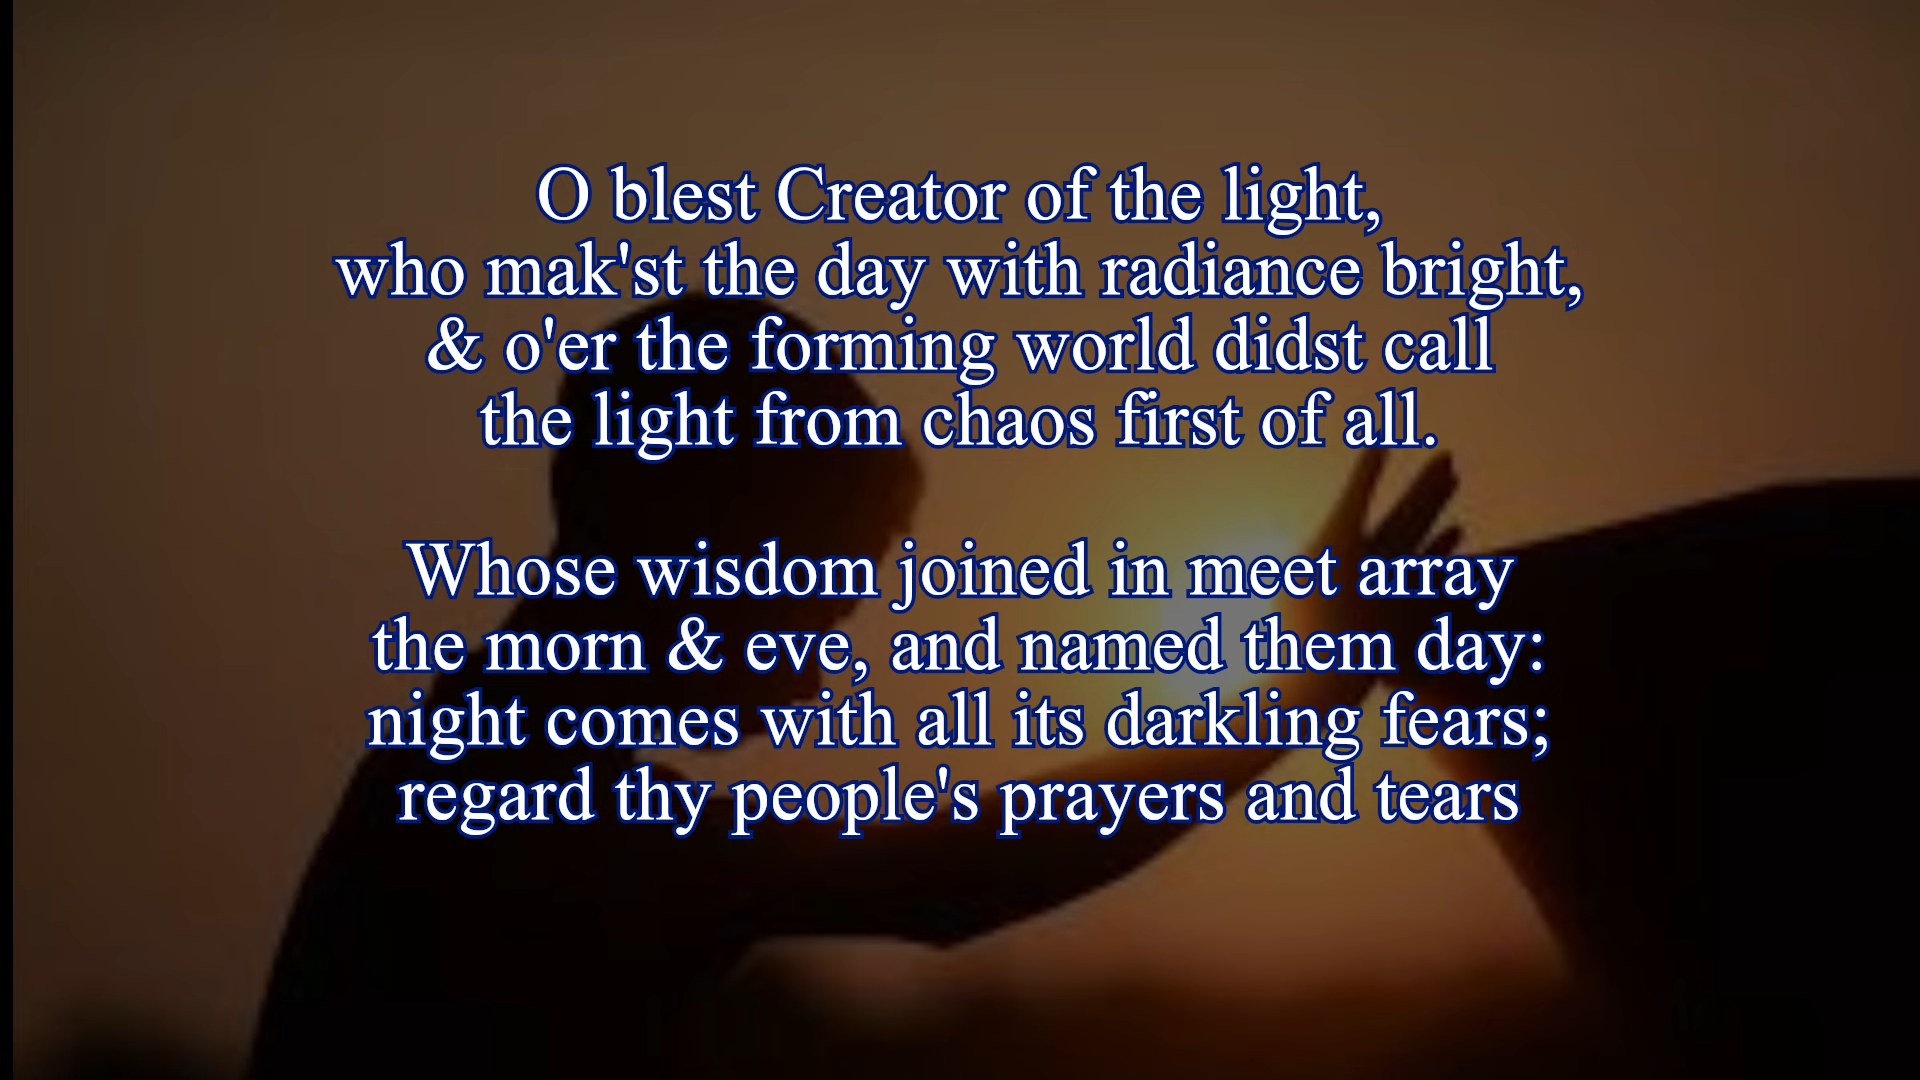 O blest Creator of the light,
who mak'st the day with radiance bright,
& o'er the forming world didst call
the light from chaos first of all.
Whose wisdom joined in meet array
the morn & eve, and named them day:
night comes with all its darkling fears;
regard thy people's prayers and tears